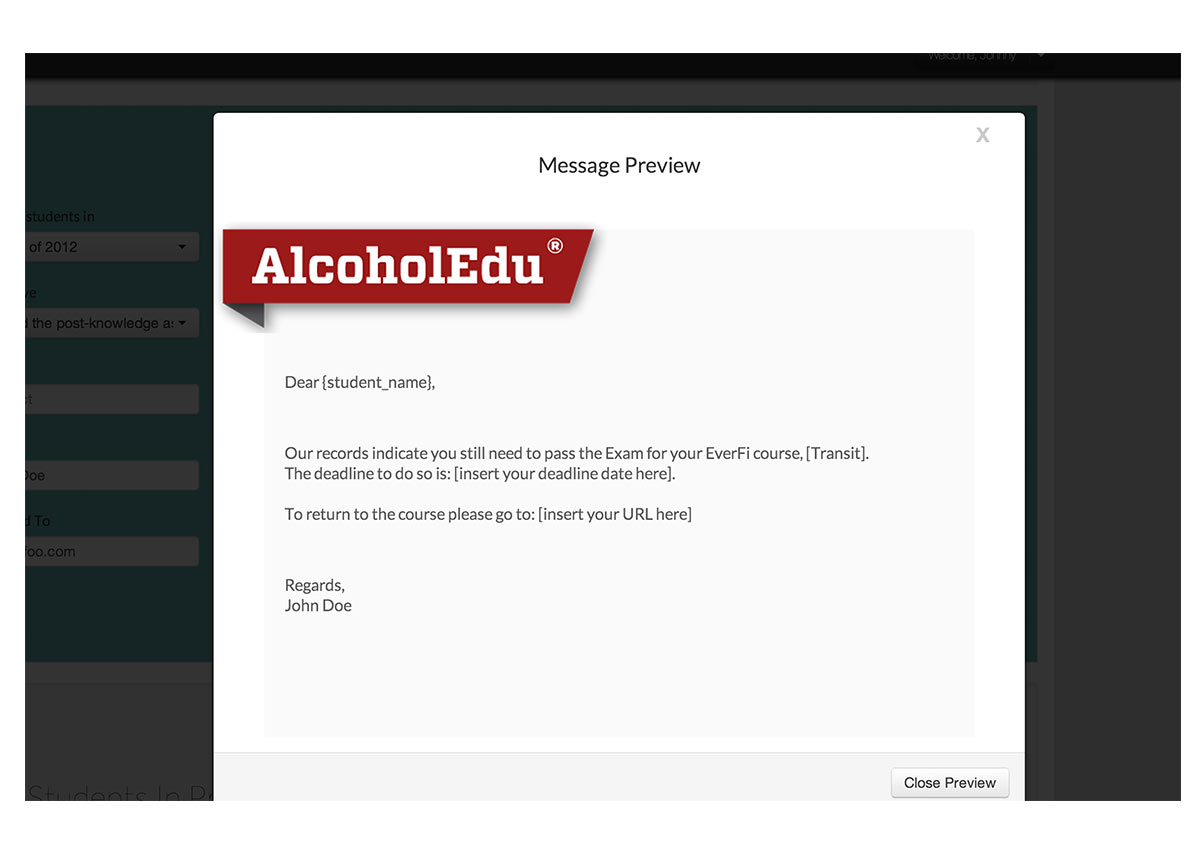 Welcome, Johnny
students in
of 2012
the post-knowledge as
Doe
To
foo.com
Students In
X
Message Preview
AlcoholEdu®
Dear {student_name},
Our records indicate you still need to pass the Exam for your EverFi course, [Transit].
The deadline to do so is: [insert your deadline date here].
To return to the course please go to: [insert your URL here]
Regards,
John Doe
Close Preview